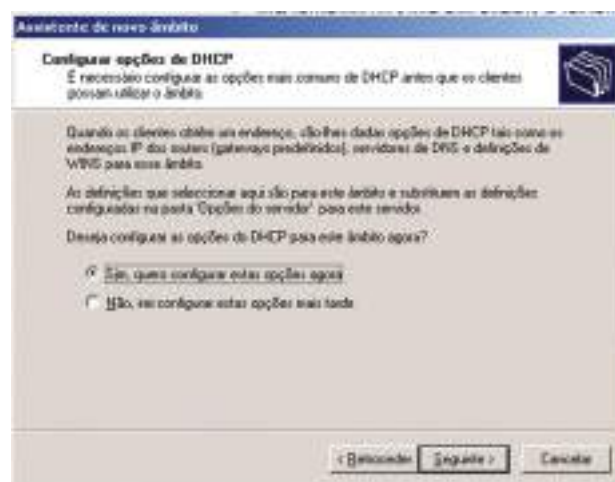 Assistente de novo âmbito
Configurar opções de DHCP
É necessário configurar as opções mais comuns de DHCP antes que os clientes
possam utilizar o âmbito.
Quando os clientes obtêm um endereço, são-lhes dadas opções de DHCP tais como os
endereços IP dos routers (gateways predefinidos), servidores de DNS e definições de
WINS para esse âmbito.
As definições que seleccionar aqui são para este âmbito e substituem as definições
configuradas na pasta 'Opções do servidor' para este servidor.
Deseja configurar as opções do DHCP para este âmbito agora?
Sim, quero configurar estas opções agora
Não, irei configurar estas opções mais tarde
< Retroceder
Seguinte >
Cancelar